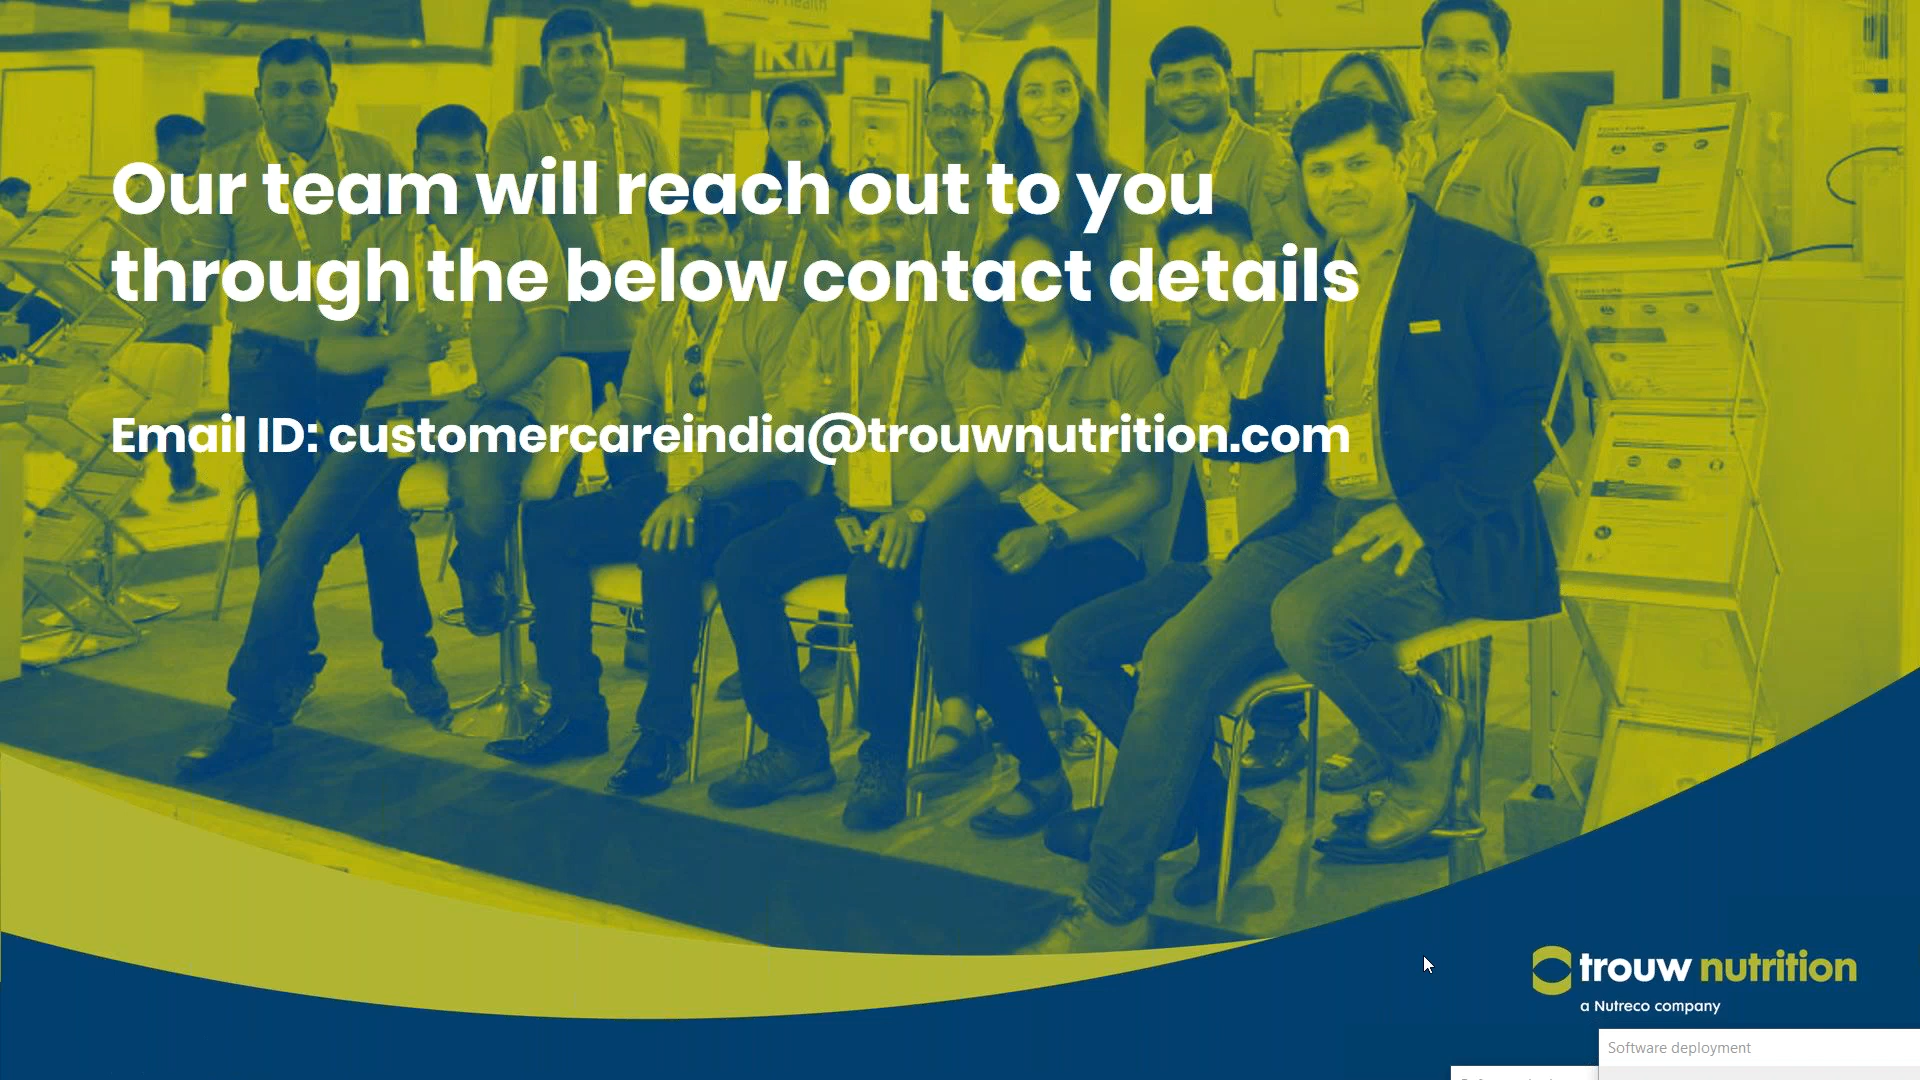 IRM
Our team will reach out to you
through the below contact details
Email ID: customercareindia@trouwnutrition.com
trouw nutrition
a Nutreco company
Software deployment